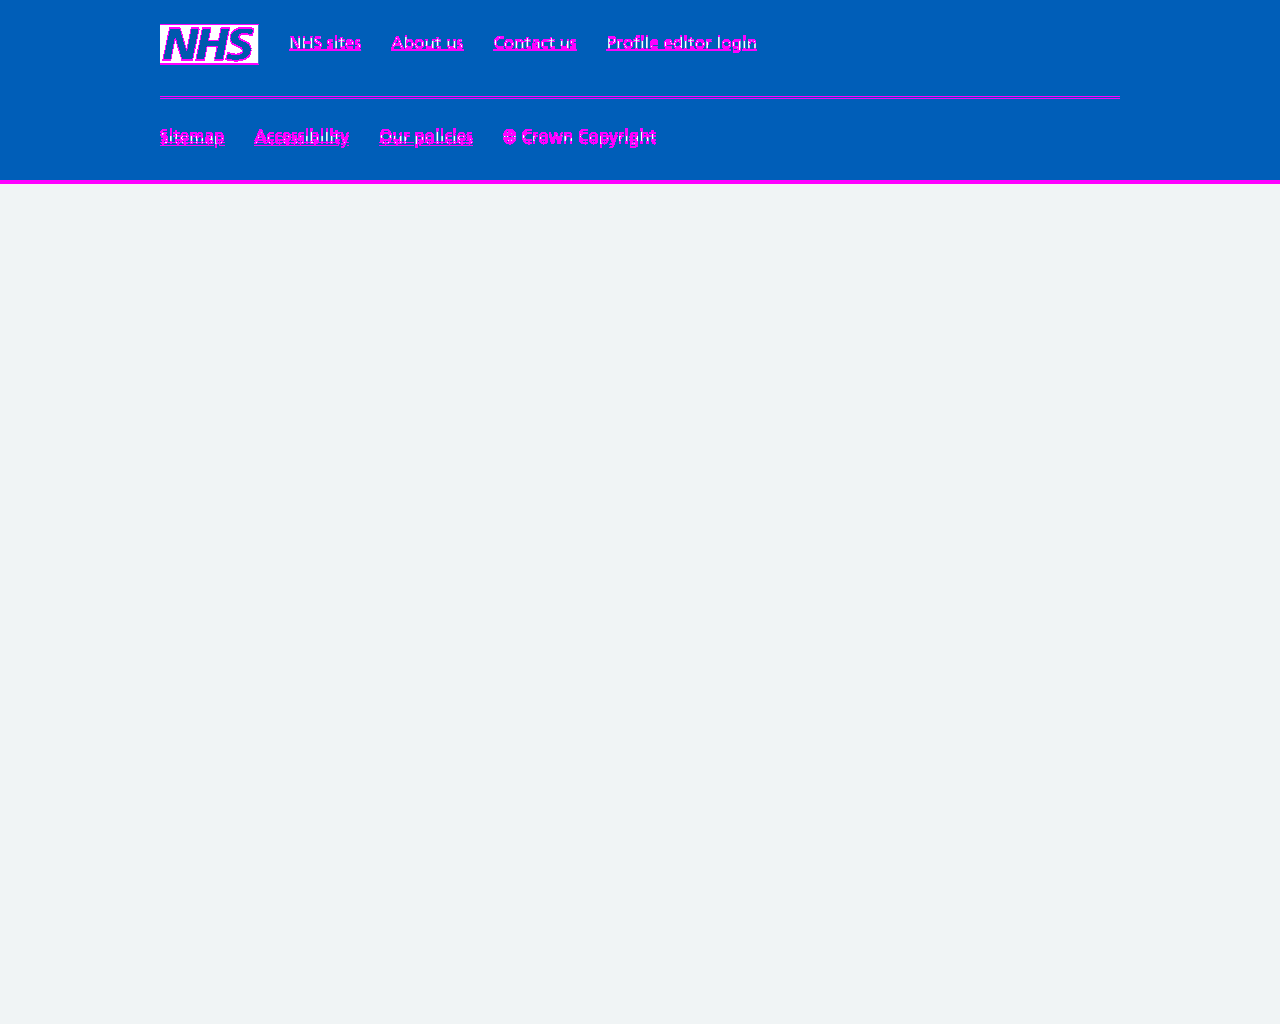 NHS NHS sites About us Contact us Profile editor login
Sitemap Accessibility Our policies © Crown Copyright